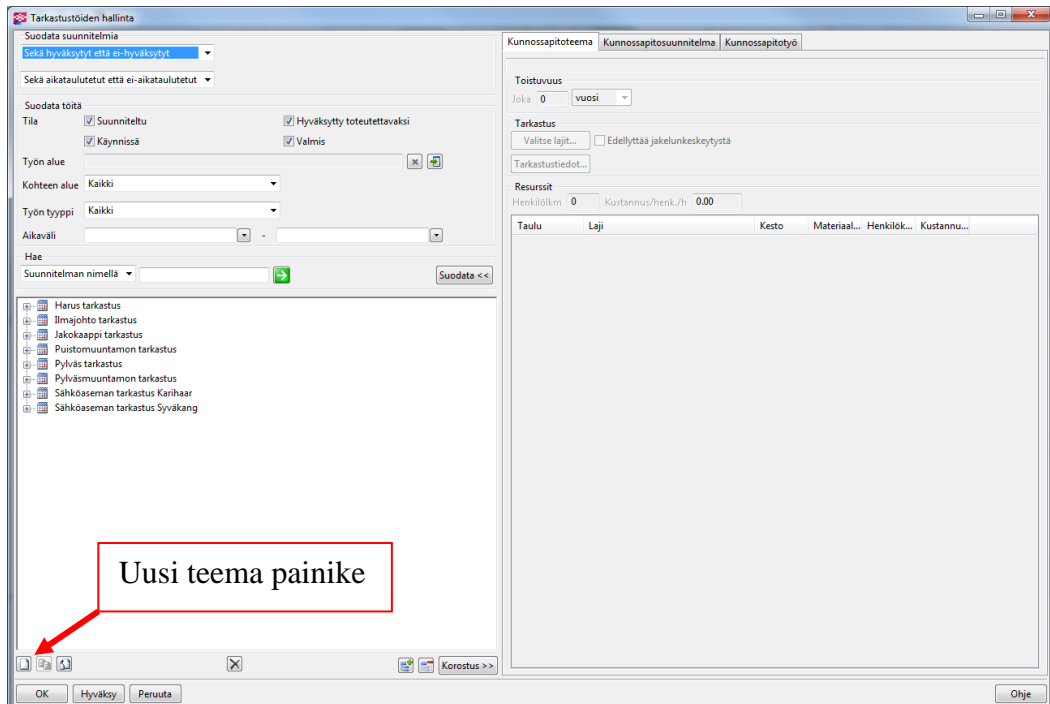 Tarkastustöiden hallinta
Suodata suunnitelmia
Sekä hyväksytyt että ei-hyväksytyt
Sekä aikataulutetut että ei-aikataulutetut
Suodata töitä
Tila Suunniteltu Hyväksytty toteutettavaksi
Käynnissä Valmis
Työn alue
Kohteen alue Kaikki
Työn tyyppi Kaikki
Aikaväli -
Hae
Suunnitelman nimellä Suodata <<
Harus tarkastus
Ilmajohto tarkastus
Jakokaappi tarkastus
Puistomuuntamon tarkastus
Pylväs tarkastus
Pylväsmuuntamon tarkastus
Sähköaseman tarkastus Karihaar
Sähköaseman tarkastus Syväkang
Uusi teema painike
Korostus >>
OK Hyväksy Peruuta
Kunnossapitoteema Kunnossapitosuunnitelma Kunnossapitotyö
Toistuvuus
Joka 0 vuosi
Tarkastus
Valitse lajit... Edellyttää jakelunkeskeytystä
Tarkastustiedot...
Resurssit
Henkilölkm 0 Kustannus/henk./h 0.00
Taulu Laji Kesto Materiaal... Henkilök... Kustannu...
Ohje